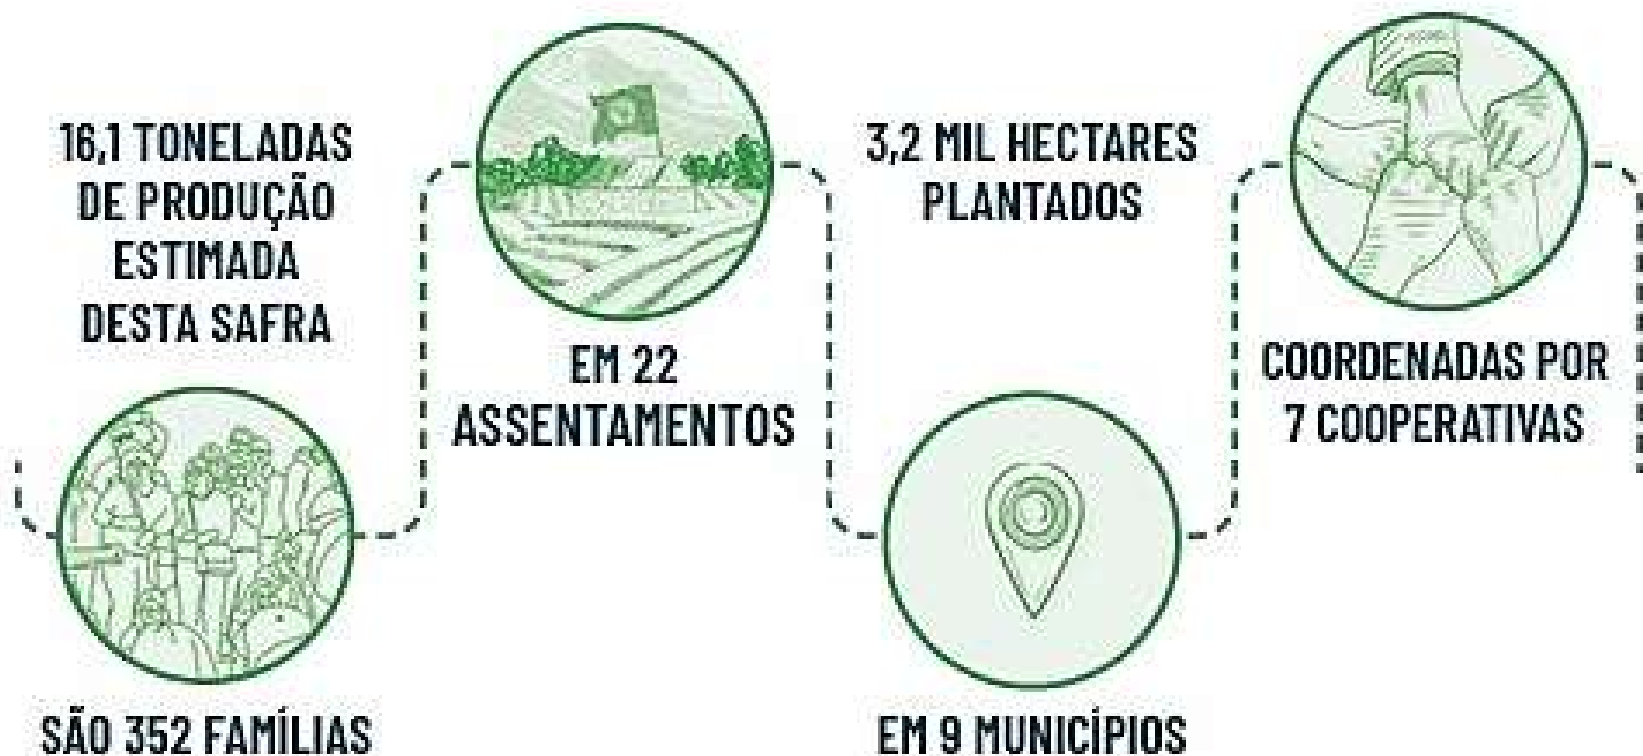 16,1 TONELADAS
DE PRODUÇÃO
ESTIMADA
DESTA SAFRA
SÃO 352 FAMÍLIAS
EM 22
ASSENTAMENTOS
3,2 MIL HECTARES
PLANTADOS
EM 9 MUNICÍPIOS
COORDENADAS POR
7 COOPERATIVAS